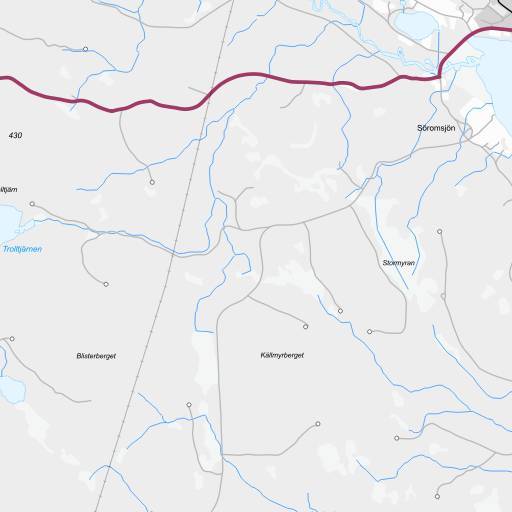 Söromsjön
430
Trolltjärnen
Stormyran
Blisterberget
Källmyrberget